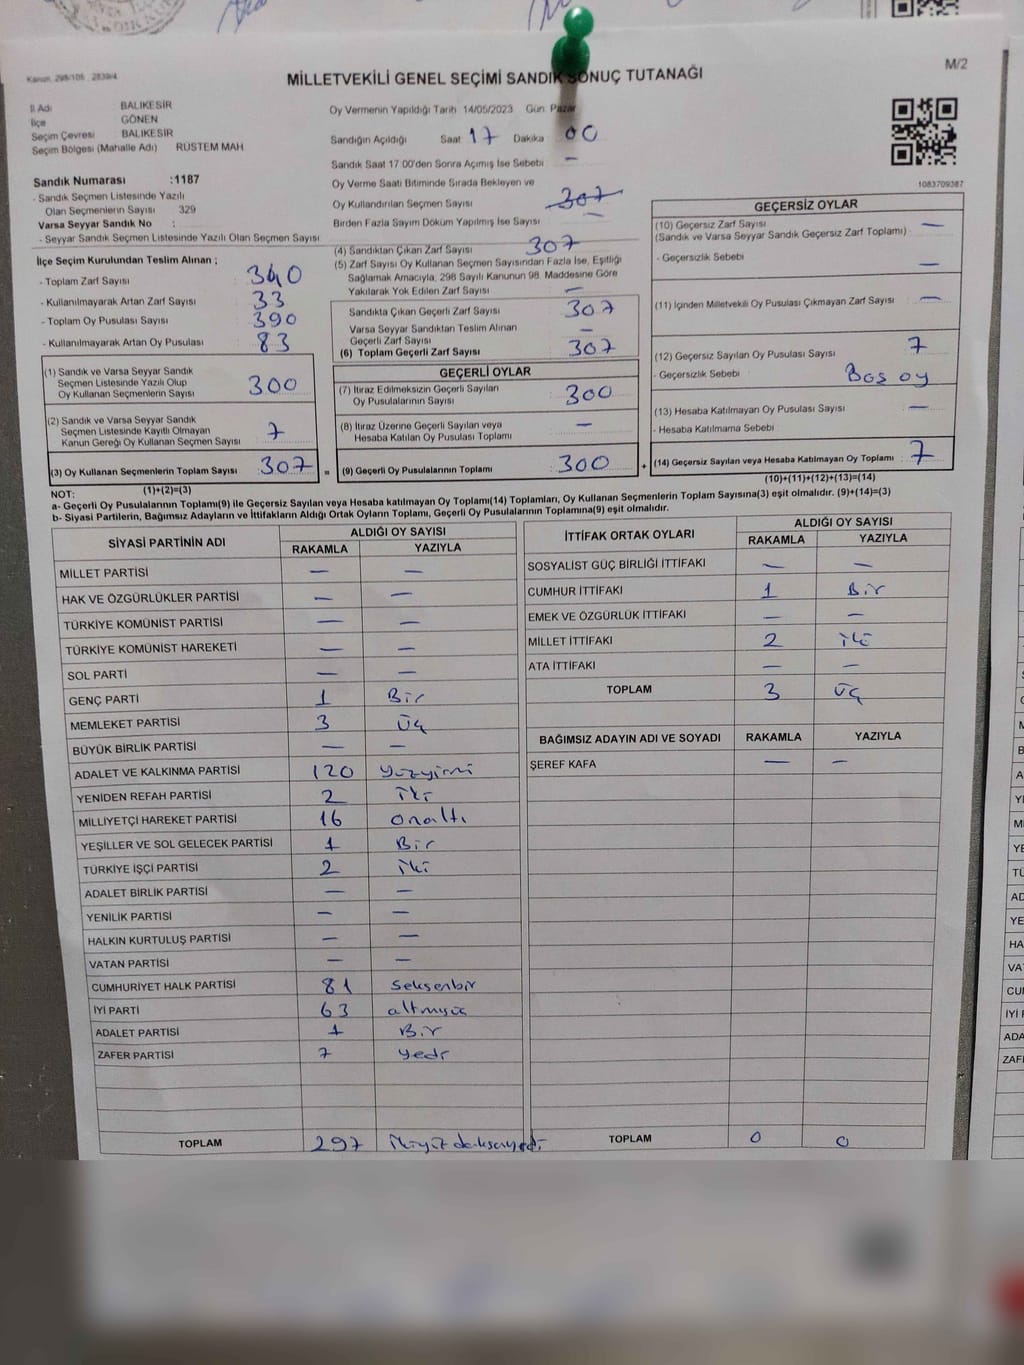 Kanun, 298/105 , 2839/4
MİLLETVEKİLİ GENEL SEÇİMİ SANDIK SONUÇ TUTANAĞI
M/2
İl Adı BALIKESİR
İlçe GÖNEN
Seçim Çevresi BALIKESİR
Seçim Bölgesi (Mahalle Adı) RÜSTEM MAH
Sandık Numarası :1187
- Sandık Seçmen Listesinde Yazılı
Olan Seçmenlerin Sayısı 329
Varsa Seyyar Sandık No :
- Seyyar Sandık Seçmen Listesinde Yazılı Olan Seçmen Sayısı
İlçe Seçim Kurulundan Teslim Alınan ;
- Toplam Zarf Sayısı 340
- Kullanılmayarak Artan Zarf Sayısı 33
- Toplam Oy Pusulası Sayısı 390
- Kullanılmayarak Artan Oy Pusulası 83
(1) Sandık ve Varsa Seyyar Sandık
Seçmen Listesinde Yazılı Olup
Oy Kullanan Seçmenlerin Sayısı 300
(2) Sandık ve Varsa Seyyar Sandık
Seçmen Listesinde Kayıtlı Olmayan
Kanun Gereği Oy Kullanan Seçmen Sayısı 7
(3) Oy Kullanan Seçmenlerin Toplam Sayısı 307 =
(1)+(2)=(3)
Oy Vermenin Yapıldığı Tarih 14/05/2023 Gün: Pazar
Sandığın Açıldığı Saat 17 Dakika 00
Sandık Saat 17 00'den Sonra Açımış İse Sebebi —
Oy Verme Saati Bitiminde Sırada Bekleyen ve
Oy Kullandırılan Seçmen Sayısı 307
Birden Fazla Sayım Döküm Yapılmış İse Sayısı —
(4) Sandıktan Çıkan Zarf Sayısı 307
(5) Zarf Sayısı Oy Kullanan Seçmen Sayısından Fazla İse, Eşitliği
Sağlamak Amacıyla, 298 Sayılı Kanunun 98. Maddesine Göre
Yakılarak Yok Edilen Zarf Sayısı —
Sandıkta Çıkan Geçerli Zarf Sayısı 307
Varsa Seyyar Sandıktan Teslim Alınan
Geçerli Zarf Sayısı —
(6) Toplam Geçerli Zarf Sayısı 307
GEÇERLİ OYLAR
(7) İtiraz Edilmeksizin Geçerli Sayılan
Oy Pusulalarının Sayısı 300
(8) İtiraz Üzerine Geçerli Sayılan veya
Hesaba Katılan Oy Pusulası Toplamı —
(9) Geçerli Oy Pusulalarının Toplamı 300 +
1083709387
GEÇERSİZ OYLAR
(10) Geçersiz Zarf Sayısı —
(Sandık ve Varsa Seyyar Sandık Geçersiz Zarf Toplamı)
- Geçersizlik Sebebi —
(11) İçinden Milletvekili Oy Pusulası Çıkmayan Zarf Sayısı —
(12) Geçersiz Sayılan Oy Pusulası Sayısı 7
- Geçersizlik Sebebi Boş oy
(13) Hesaba Katılmayan Oy Pusulası Sayısı —
- Hesaba Katılmama Sebebi
(14) Geçersiz Sayılan veya Hesaba Katılmayan Oy Toplamı 7
(10)+(11)+(12)+(13)=(14)
NOT:
a- Geçerli Oy Pusulalarının Toplamı(9) ile Geçersiz Sayılan veya Hesaba katılmayan Oy Toplamı(14) Toplamları, Oy Kullanan Seçmenlerin Toplam Sayısına(3) eşit olmalıdır. (9)+(14)=(3)
b- Siyasi Partilerin, Bağımsız Adayların ve İttifakların Aldığı Ortak Oyların Toplamı, Geçerli Oy Pusulalarının Toplamına(9) eşit olmalıdır.
SİYASİ PARTİNİN ADI ALDIĞI OY SAYISI
RAKAMLA YAZIYLA
MİLLET PARTİSİ — —
HAK VE ÖZGÜRLÜKLER PARTİSİ — —
TÜRKİYE KOMÜNİST PARTİSİ — —
TÜRKİYE KOMÜNİST HAREKETİ — —
SOL PARTİ — —
GENÇ PARTİ 1 Bir
MEMLEKET PARTİSİ 3 Üç
BÜYÜK BİRLİK PARTİSİ — —
ADALET VE KALKINMA PARTİSİ 120 yüzyirmi
YENİDEN REFAH PARTİSİ 2 iki
MİLLİYETÇİ HAREKET PARTİSİ 16 onaltı
YEŞİLLER VE SOL GELECEK PARTİSİ 1 Bir
TÜRKİYE İŞÇİ PARTİSİ 2 iki
ADALET BİRLİK PARTİSİ — —
YENİLİK PARTİSİ — —
HALKIN KURTULUŞ PARTİSİ — —
VATAN PARTİSİ — —
CUMHURİYET HALK PARTİSİ 81 seksenbir
İYİ PARTİ 63 altmışüç
ADALET PARTİSİ 1 Bir
ZAFER PARTİSİ 7 yedi
TOPLAM 297
İTTİFAK ORTAK OYLARI ALDIĞI OY SAYISI
RAKAMLA YAZIYLA
SOSYALİST GÜÇ BİRLİĞİ İTTİFAKI — —
CUMHUR İTTİFAKI 1 Bir
EMEK VE ÖZGÜRLÜK İTTİFAKI — —
MİLLET İTTİFAKI 2 iki
ATA İTTİFAKI — —
TOPLAM 3 üç
BAĞIMSIZ ADAYIN ADI VE SOYADI RAKAMLA YAZIYLA
ŞEREF KAFA — —
TOPLAM 0 0